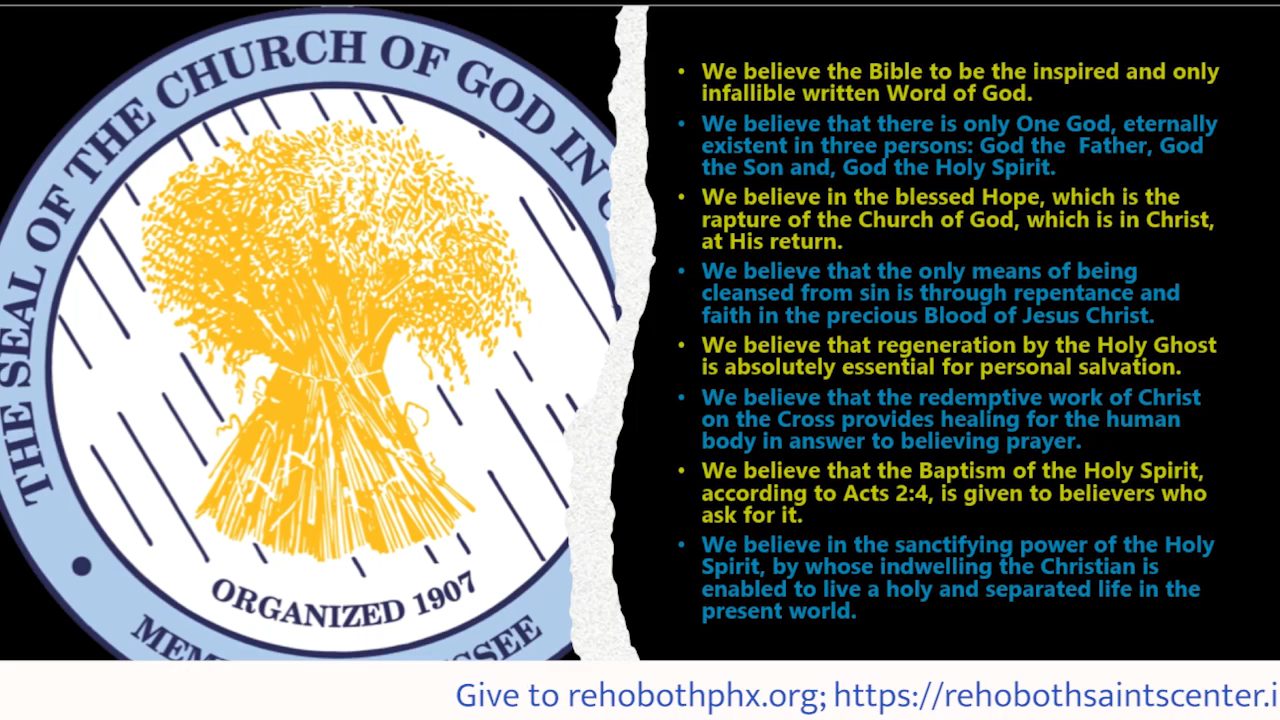 THE SEAL OF THE CHURCH OF GOD IN
ORGANIZED 1907
• We believe the Bible to be the inspired and only
infallible written Word of God.
• We believe that there is only One God, eternally
existent in three persons: God the  Father, God
the Son and, God the Holy Spirit.
• We believe in the blessed Hope, which is the
rapture of the Church of God, which is in Christ,
at His return.
• We believe that the only means of being
cleansed from sin is through repentance and
faith in the precious Blood of Jesus Christ.
• We believe that regeneration by the Holy Ghost
is absolutely essential for personal salvation.
• We believe that the redemptive work of Christ
on the Cross provides healing for the human
body in answer to believing prayer.
• We believe that the Baptism of the Holy Spirit,
according to Acts 2:4, is given to believers who
ask for it.
• We believe in the sanctifying power of the Holy
Spirit, by whose indwelling the Christian is
enabled to live a holy and separated life in the
present world.
Give to rehobothphx.org; https://rehobothsaintscenter.i